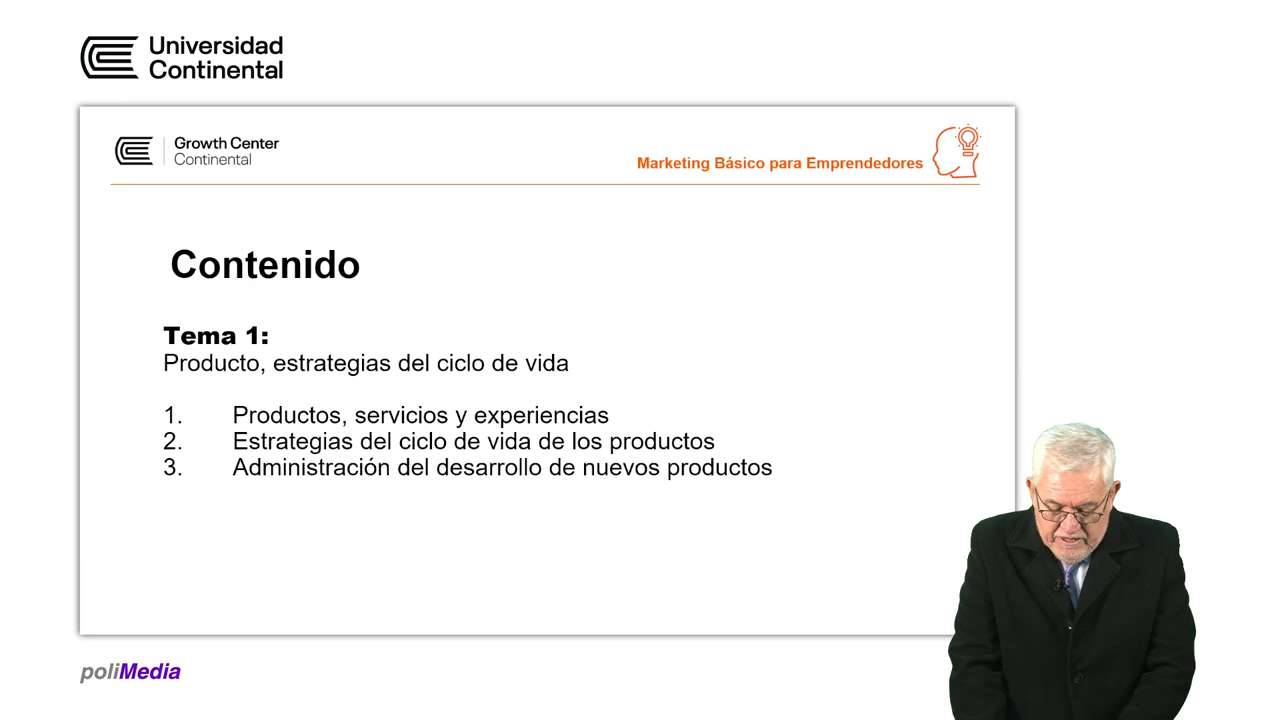 Universidad
Continental
Growth Center
Continental
Marketing Básico para Emprendedores
Contenido
Tema 1:
Producto, estrategias del ciclo de vida
1. Productos, servicios y experiencias
2. Estrategias del ciclo de vida de los productos
3. Administración del desarrollo de nuevos productos
poliMedia